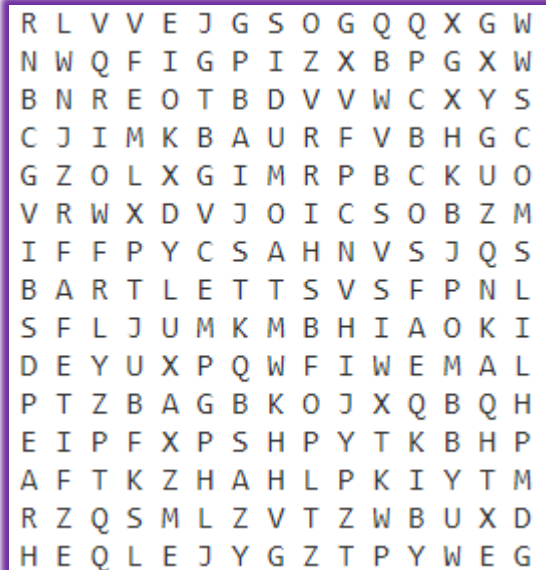 R L V V E J G S O G Q Q X G W
N W Q F I G P I Z X B P G X W
B N R E O T B D V V W C X Y S
C J I M K B A U R F V B H G C
G Z O L X G I M R P B C K U O
V R W X D V J O I C S O B Z M
I F F P Y C S A H N V S J Q S
B A R T L E T T S V S F P N L
S F L J U M K M B H I A O K I
D E Y U X P Q W F I W E M A L
P T Z B A G B K O J X Q B Q H
E I P F X P S H P Y T K B H P
A F T K Z H A H L P K I Y T M
R Z Q S M L Z V T Z W B U X D
H E Q L E J Y G Z T P Y W E G